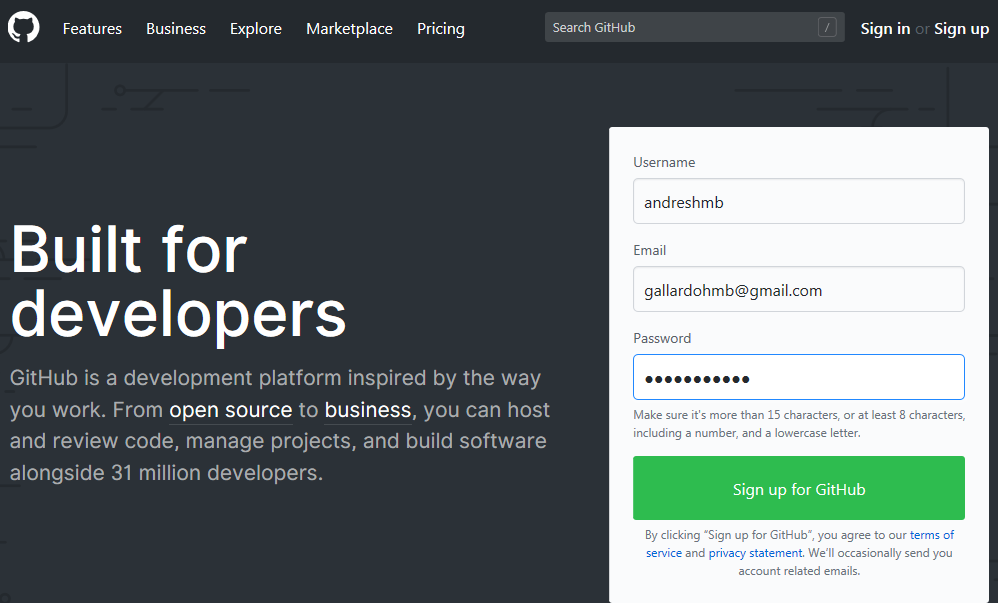 Features Business Explore Marketplace Pricing Search GitHub / Sign in or Sign up
Built for
developers
GitHub is a development platform inspired by the way
you work. From open source to business, you can host
and review code, manage projects, and build software
alongside 31 million developers.
Username
andreshmb
Email
gallardohmb@gmail.com
Password
●●●●●●●●●●●
Make sure it's more than 15 characters, or at least 8 characters,
including a number, and a lowercase letter.
Sign up for GitHub
By clicking “Sign up for GitHub”, you agree to our terms of
service and privacy statement. We’ll occasionally send you
account related emails.